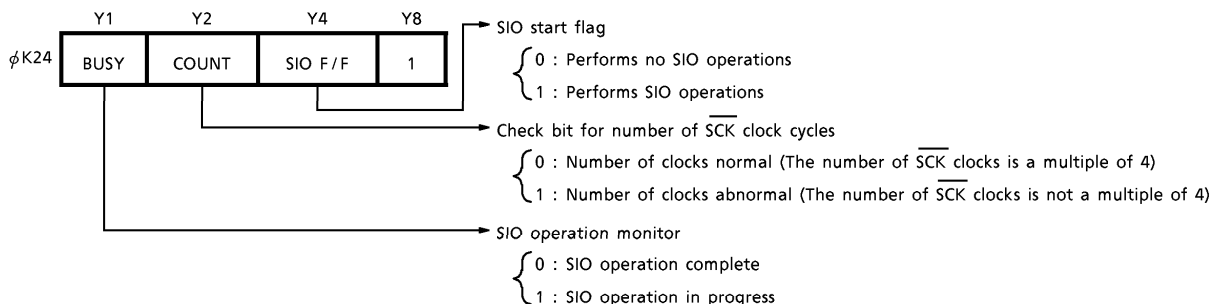 Y1 Y2 Y4 Y8
ϕK24 BUSY COUNT SIO F/F 1
SIO start flag
0 : Performs no SIO operations
1 : Performs SIO operations
Check bit for number of S̅C̅K̅ clock cycles
0 : Number of clocks normal (The number of S̅C̅K̅ clocks is a multiple of 4)
1 : Number of clocks abnormal (The number of S̅C̅K̅ clocks is not a multiple of 4)
SIO operation monitor
0 : SIO operation complete
1 : SIO operation in progress